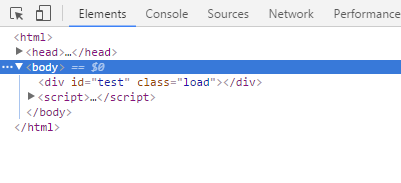 Elements Console Sources Network Performance
<html>
▶ <head>…</head>
••• ▼ <body> == $0
<div id="test" class="load"></div>
▶ <script>…</script>
</body>
</html>